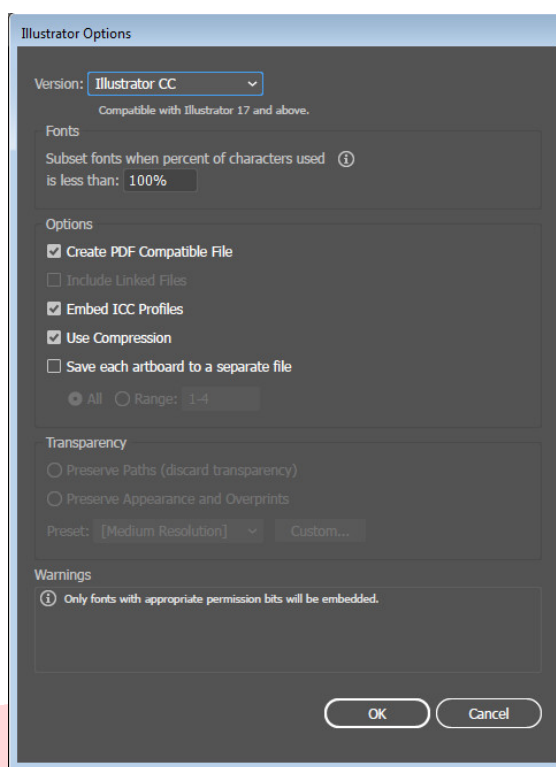 Illustrator Options
Version: Illustrator CC
Compatible with Illustrator 17 and above.
Fonts
Subset fonts when percent of characters used
is less than: 100%
Options
Create PDF Compatible File
Include Linked Files
Embed ICC Profiles
Use Compression
Save each artboard to a separate file
All Range: 1-4
Transparency
Preserve Paths (discard transparency)
Preserve Appearance and Overprints
Preset: [Medium Resolution] Custom...
Warnings
Only fonts with appropriate permission bits will be embedded.
OK Cancel